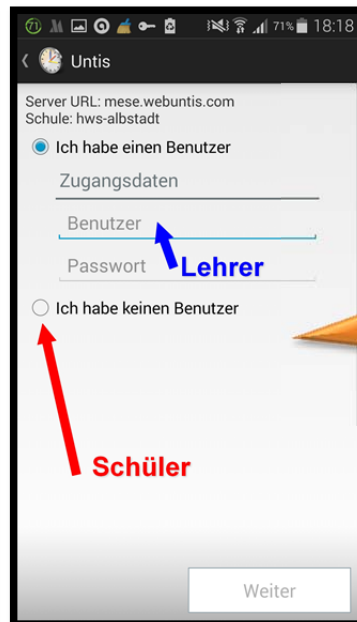 71% 18:18
Untis
Server URL: mese.webuntis.com
Schule: hws-albstadt
Ich habe einen Benutzer
Zugangsdaten
Benutzer
Passwort
Lehrer
Ich habe keinen Benutzer
Schüler
Weiter